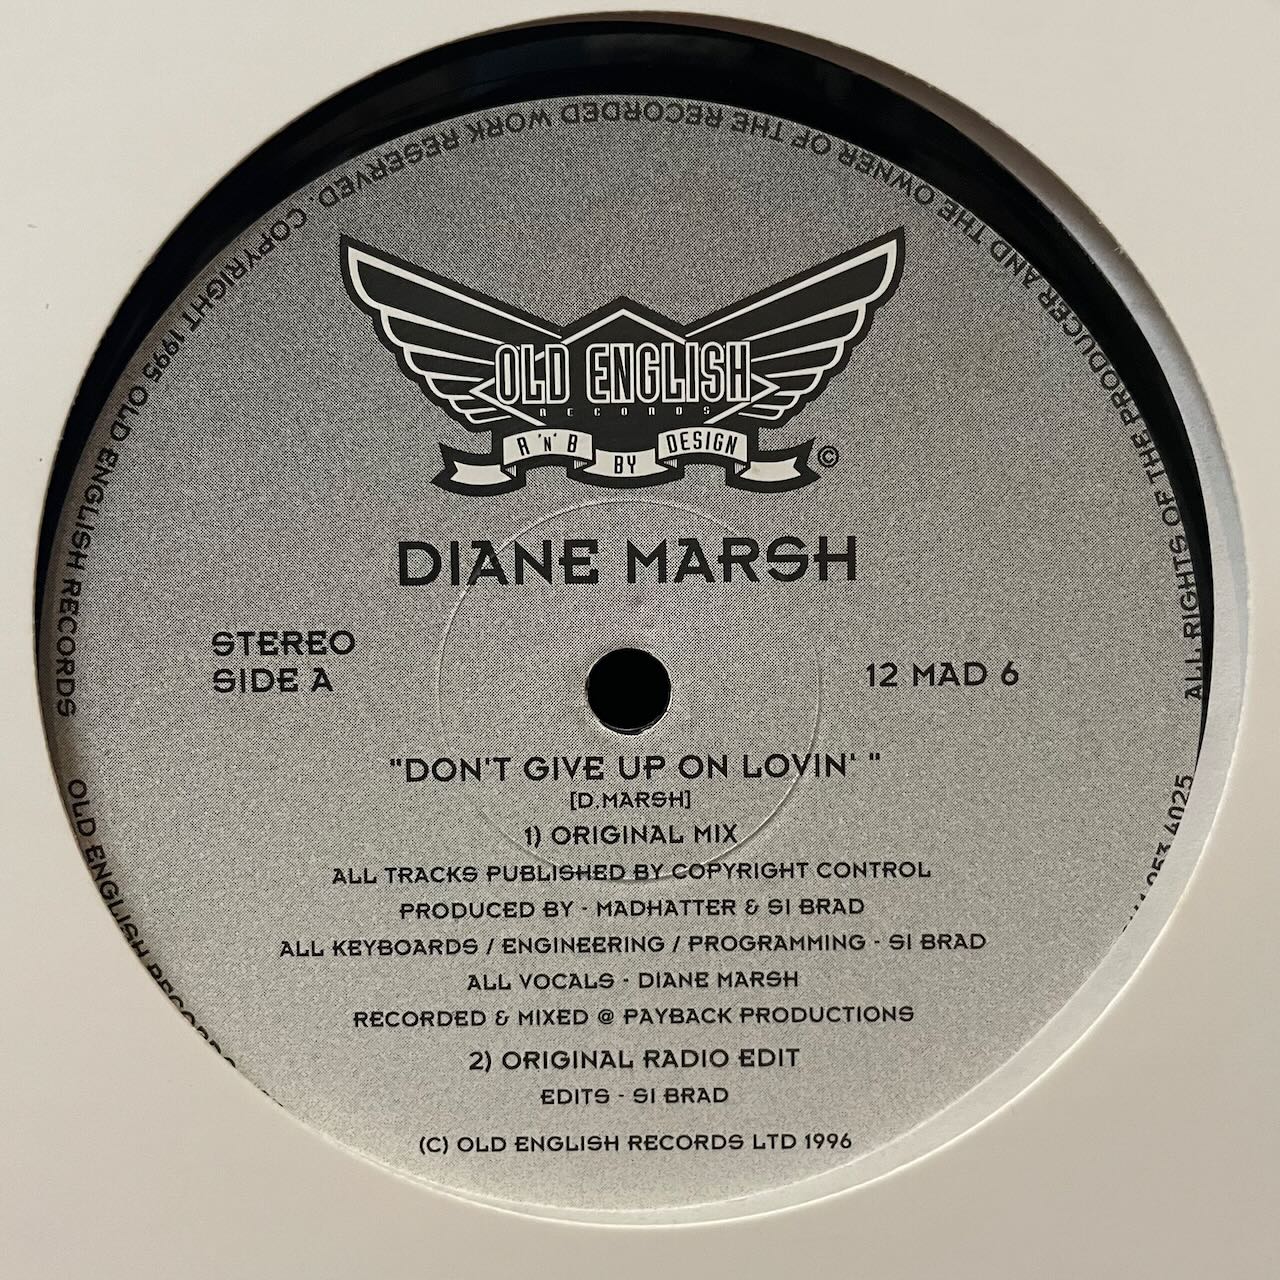 OLD ENGLISH
RECORDS
R 'N' B BY DESIGN ©
DIANE MARSH
STEREO
SIDE A
12 MAD 6
"DON'T GIVE UP ON LOVIN' "
[D.MARSH]
1) ORIGINAL MIX
ALL TRACKS PUBLISHED BY COPYRIGHT CONTROL
PRODUCED BY - MADHATTER & SI BRAD
ALL KEYBOARDS / ENGINEERING / PROGRAMMING - SI BRAD
ALL VOCALS - DIANE MARSH
RECORDED & MIXED @ PAYBACK PRODUCTIONS
2) ORIGINAL RADIO EDIT
EDITS - SI BRAD
(C) OLD ENGLISH RECORDS LTD 1996
ALL RIGHTS OF THE PRODUCER AND THE OWNER OF THE RECORDED WORK RESERVED. COPYRIGHT 1995 OLD ENGLISH RECORDS
OLD ENGLISH RECORDS
953 4025